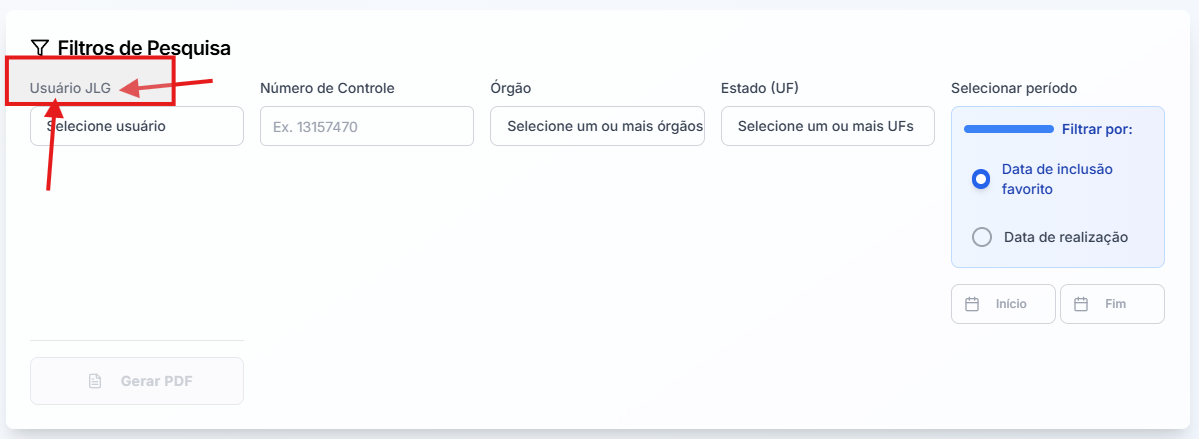 Filtros de Pesquisa
Usuário JLG
Selecione usuário
Número de Controle
Ex. 13157470
Órgão
Selecione um ou mais órgãos
Estado (UF)
Selecione um ou mais UFs
Selecionar período
Filtrar por:
Data de inclusão
favorito
Data de realização
Início
Fim
Gerar PDF